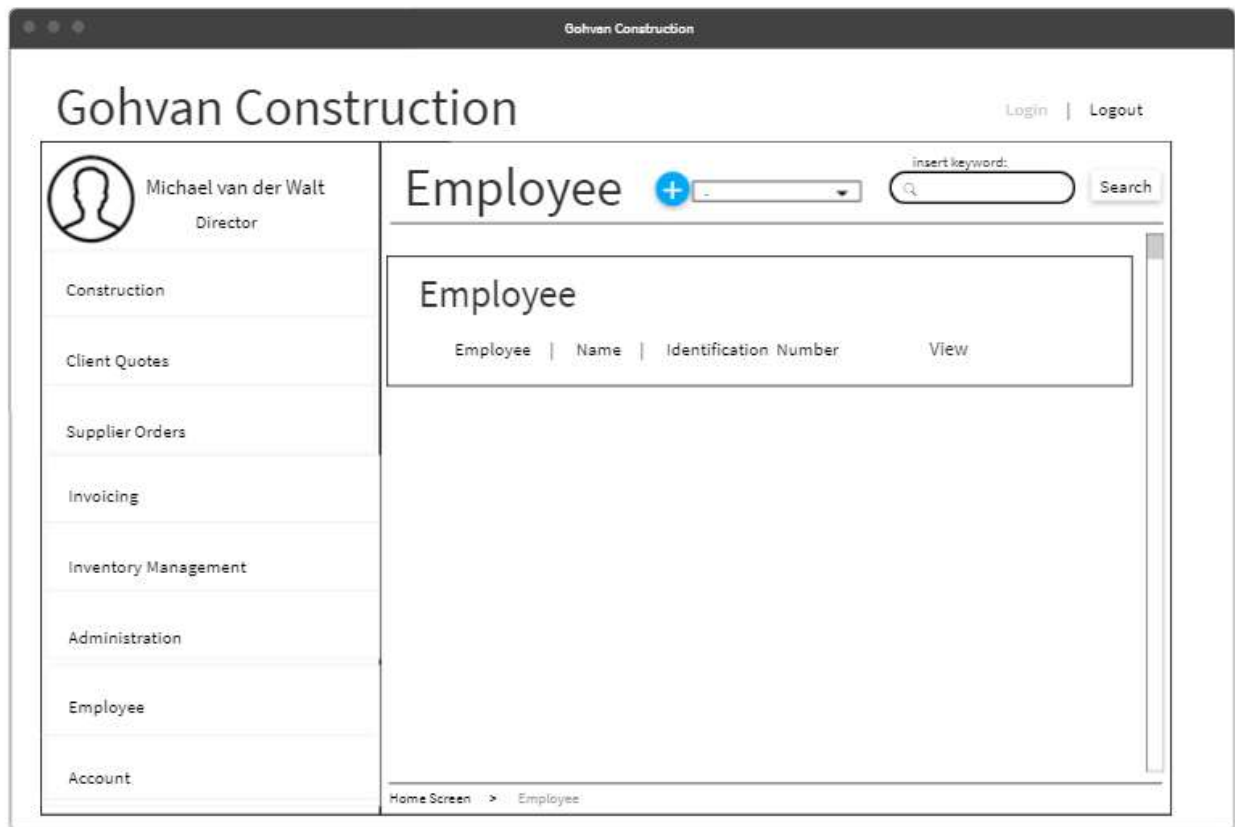 Gohvan Construction
Gohvan Construction
Login | Logout
Michael van der Walt
Director
Construction
Client Quotes
Supplier Orders
Invoicing
Inventory Management
Administration
Employee
Account
Employee
insert keyword:
Search
Employee
Employee | Name | Identification Number View
Home Screen > Employee